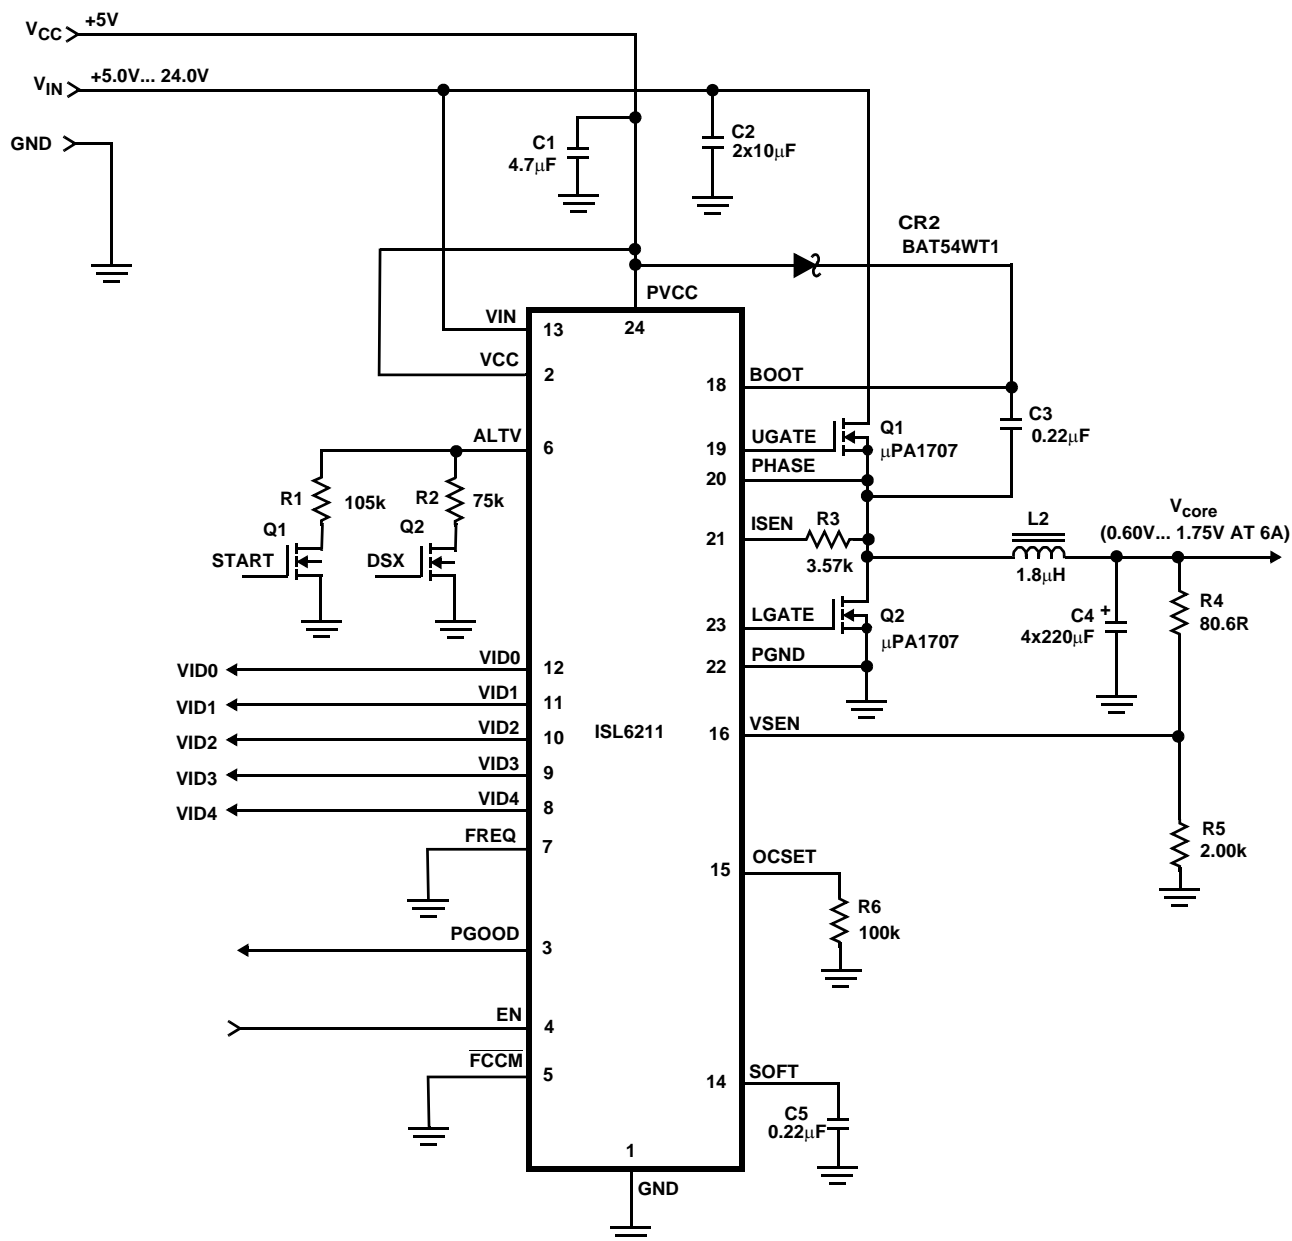 V_CC +5V
V_IN +5.0V... 24.0V
GND
C1
4.7μF
C2
2x10μF
CR2
BAT54WT1
PVCC
24
VIN
13
VCC
2
18
BOOT
C3
0.22μF
ALTV
6
19
UGATE
Q1
μPA1707
20
PHASE
R1
105k
R2
75k
Q1
START
Q2
DSX
21
ISEN
R3
3.57k
L2
1.8μH
V_core
(0.60V... 1.75V AT 6A)
23
LGATE
Q2
μPA1707
C4
+
4x220μF
R4
80.6R
22
PGND
VID0
VID0
12
VID1
VID1
11
VID2
VID2
10
VID3
VID3
9
VID4
VID4
8
ISL6211
16
VSEN
FREQ
7
15
OCSET
R5
2.00k
R6
100k
PGOOD
3
EN
4
FCCM
5
14
SOFT
C5
0.22μF
1
GND